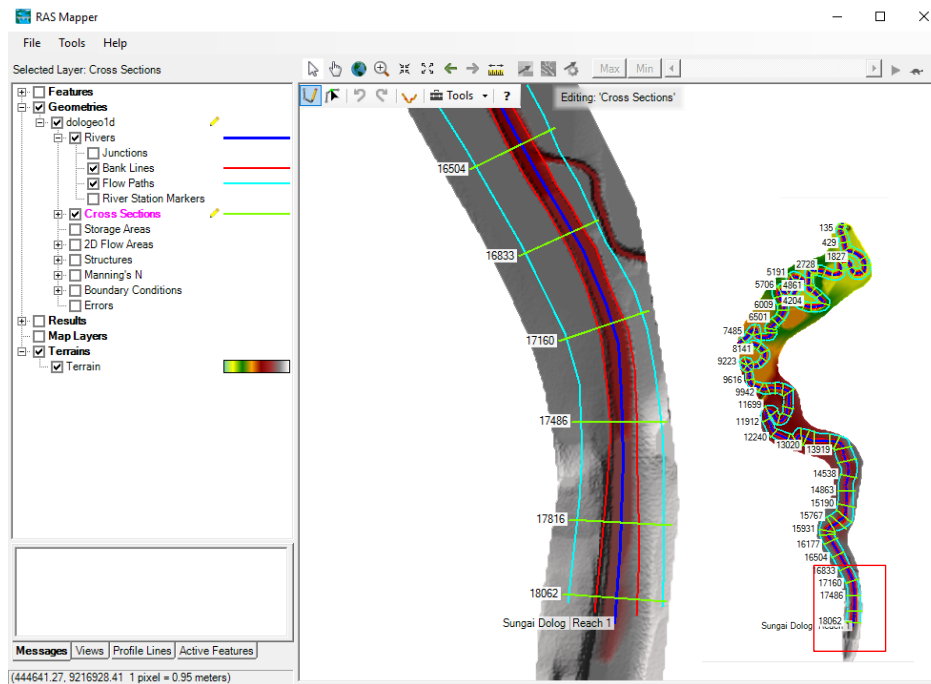 RAS Mapper
File Tools Help
Selected Layer: Cross Sections
Max Min
Features
Geometries
dologeo1d
Rivers
Junctions
Bank Lines
Flow Paths
River Station Markers
Cross Sections
Storage Areas
2D Flow Areas
Structures
Manning's N
Boundary Conditions
Errors
Results
Map Layers
Terrains
Terrain
Messages Views Profile Lines Active Features
(444641.27, 9216928.41 1 pixel = 0.95 meters)
Tools ?
Editing: 'Cross Sections'
16504
16833
17160
17486
17816
18062
Sungai Dolog Reach 1
135
429
1827
2728
5191
4861
5706
4204
6009
6501
7485
8141
9223
9616
9942
11699
11912
12240
13020
13919
14538
14863
15190
15767
15931
16177
16504
16833
17160
17486
18062
Sungai Dolog